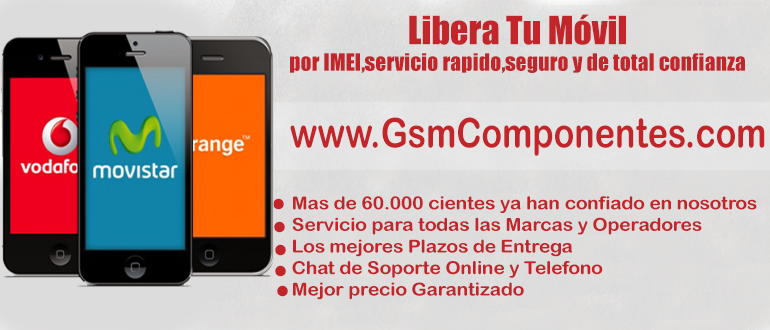 Libera Tu Móvil
por IMEI,servicio rapido,seguro y de total confianza
www.GsmComponentes.com
vodafo
movistar
range™
Mas de 60.000 cientes ya han confiado en nosotros
Servicio para todas las Marcas y Operadores
Los mejores Plazos de Entrega
Chat de Soporte Online y Telefono
Mejor precio Garantizado